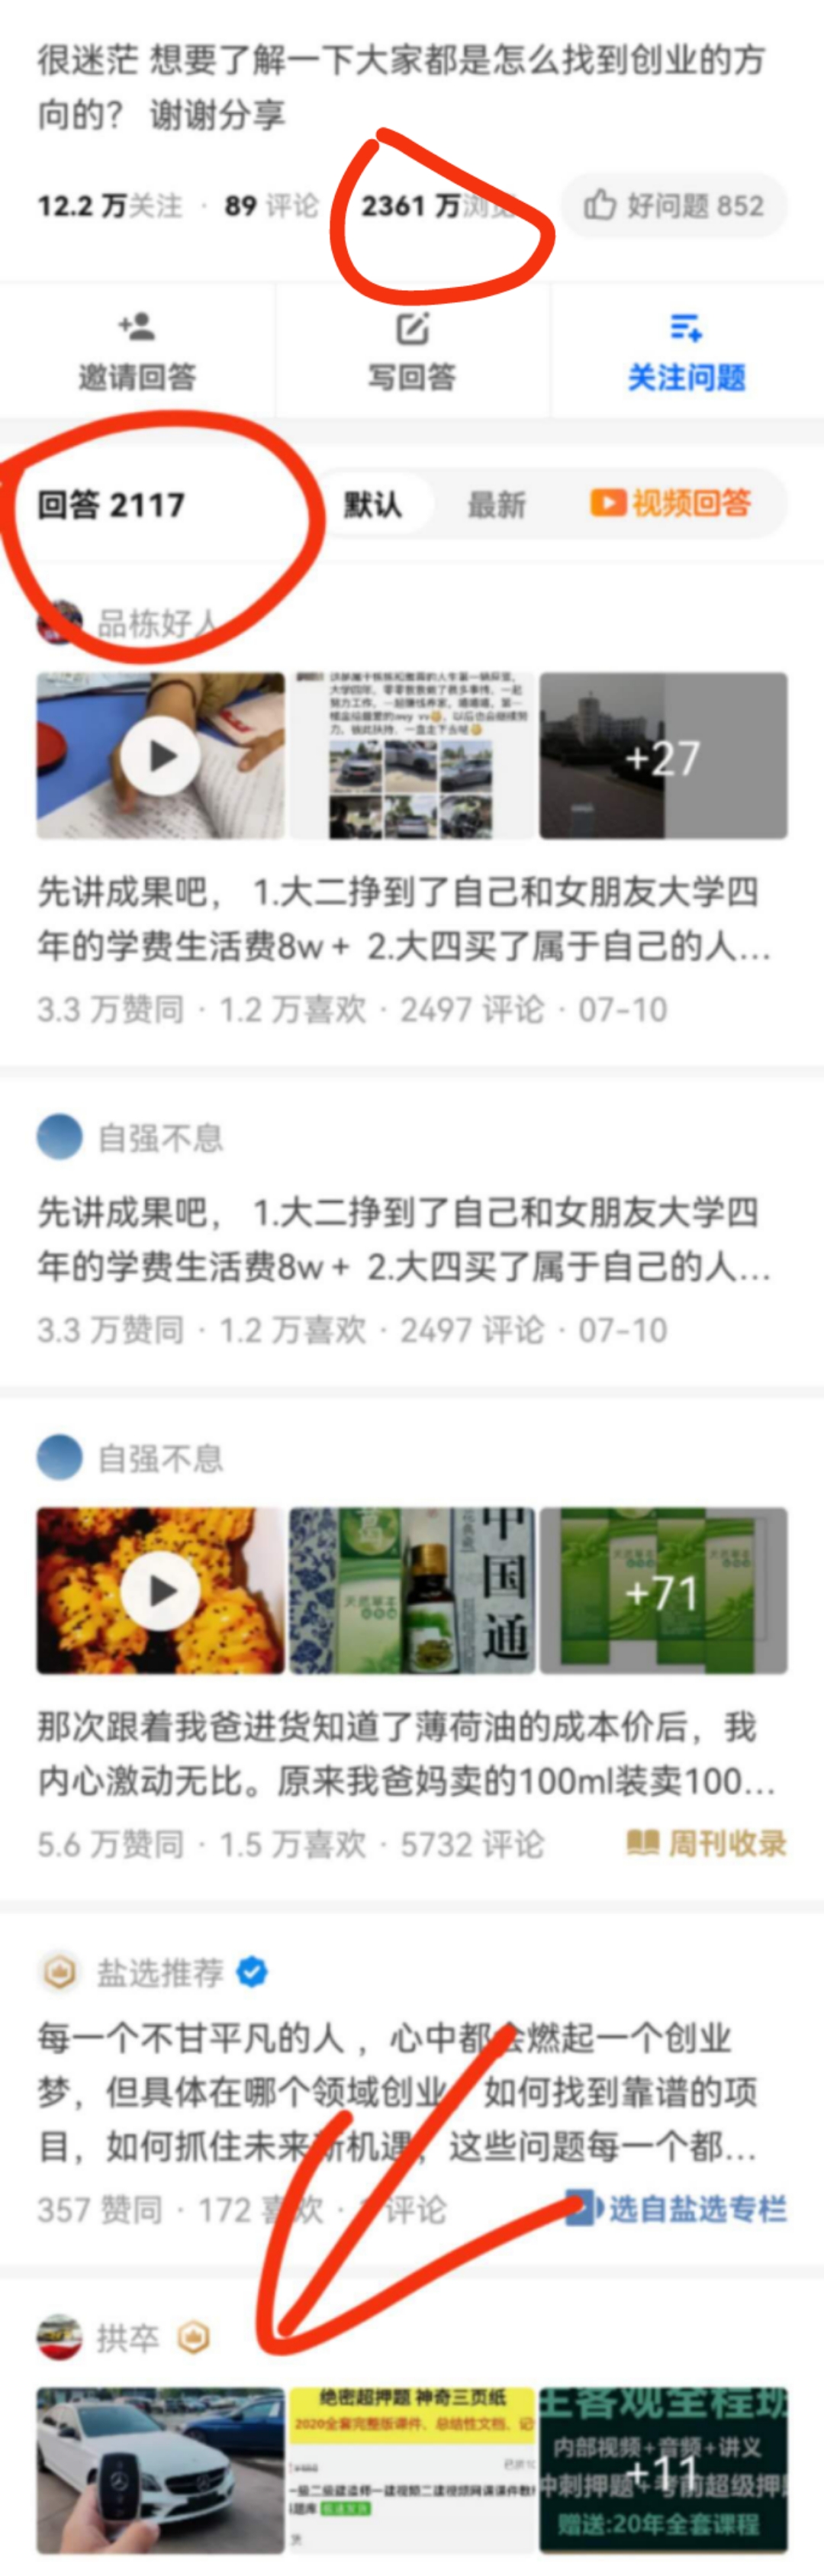 很迷茫 想要了解一下大家都是怎么找到创业的方
向的？ 谢谢分享
12.2 万关注 · 89 评论 2361 万浏览 好问题 852
邀请回答 写回答 关注问题
回答 2117 默认 最新 视频回答
品栋好人
+27
先讲成果吧， 1.大二挣到了自己和女朋友大学四
年的学费生活费8w + 2.大四买了属于自己的人...
3.3 万赞同 · 1.2 万喜欢 · 2497 评论 · 07-10
自强不息
先讲成果吧， 1.大二挣到了自己和女朋友大学四
年的学费生活费8w + 2.大四买了属于自己的人...
3.3 万赞同 · 1.2 万喜欢 · 2497 评论 · 07-10
自强不息
中国通
+71
那次跟着我爸进货知道了薄荷油的成本价后，我
内心激动无比。原来我爸妈卖的100ml装卖100...
5.6 万赞同 · 1.5 万喜欢 · 5732 评论 周刊收录
盐选推荐
每一个不甘平凡的人 ，心中都会燃起一个创业
梦，但具体在哪个领域创业，如何找到靠谱的项
目，如何抓住未来新机遇，这些问题每一个都...
357 赞同 · 172 喜欢 · 评论 选自盐选专栏
拱卒
绝密超押题 神奇三页纸
2020全套完整版课件、总结性文档、记
主客观全程班
内部视频+音频+讲义
+11
冲刺押题+考前超级押
赠送:20年全套课程